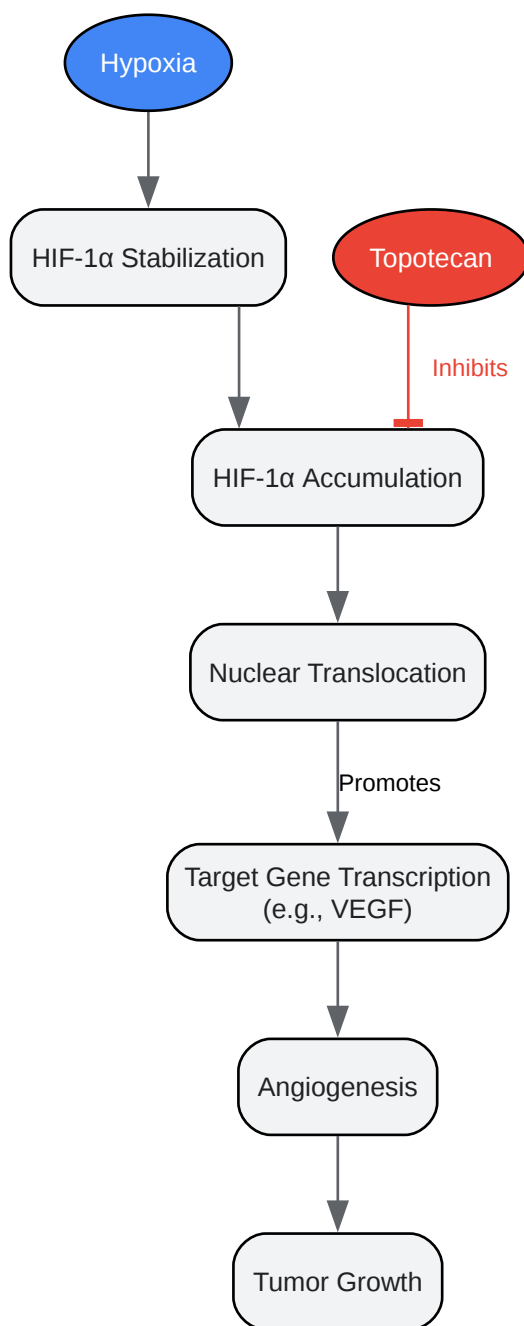 Hypoxia
HIF-1α Stabilization
Topotecan
Inhibits
HIF-1α Accumulation
Nuclear Translocation
Promotes
Target Gene Transcription
(e.g., VEGF)
Angiogenesis
Tumor Growth